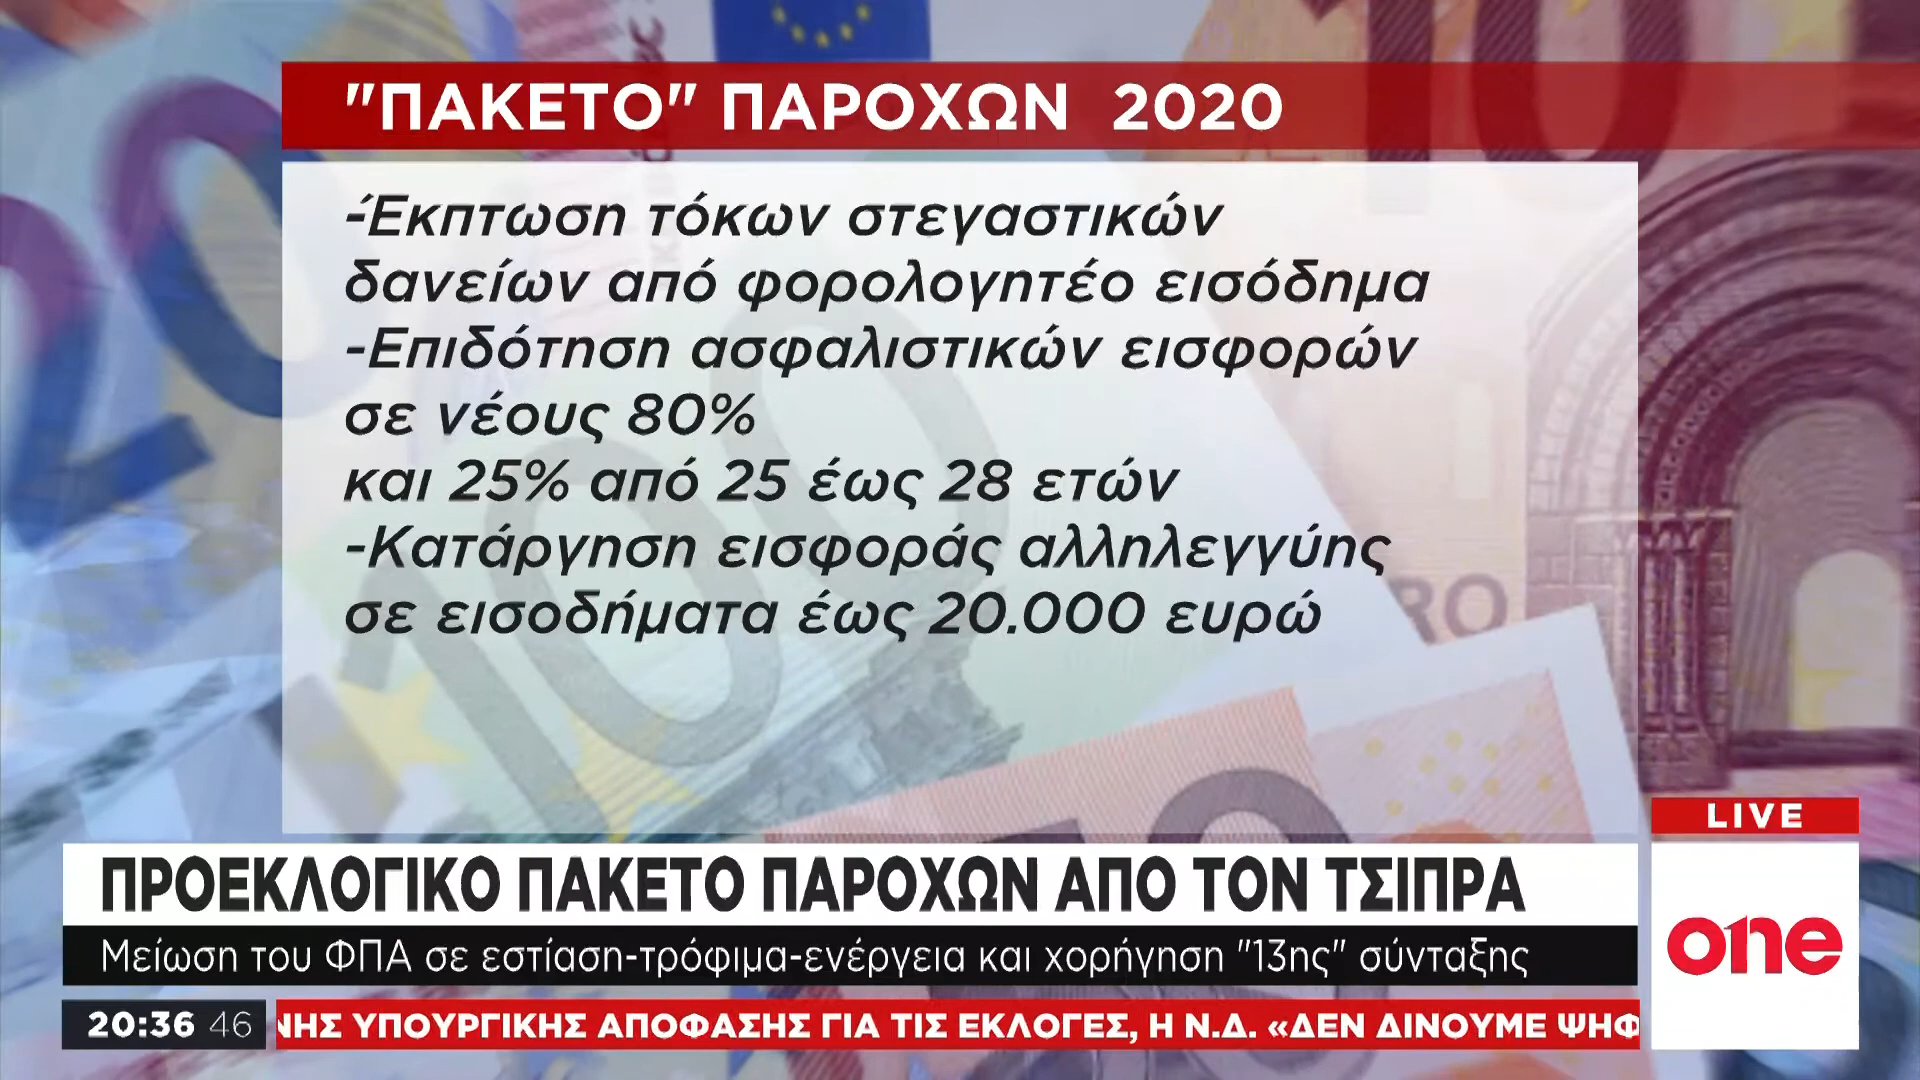 "ΠΑΚΕΤΟ" ΠΑΡΟΧΩΝ 2020
-Έκπτωση τόκων στεγαστικών
δανείων από φορολογητέο εισόδημα
-Επιδότηση ασφαλιστικών εισφορών
σε νέους 80%
και 25% από 25 έως 28 ετών
-Κατάργηση εισφοράς αλληλεγγύης
σε εισοδήματα έως 20.000 ευρώ
LIVE
ΠΡΟΕΚΛΟΓΙΚΟ ΠΑΚΕΤΟ ΠΑΡΟΧΩΝ ΑΠΟ ΤΟΝ ΤΣΙΠΡΑ
one
Μείωση του ΦΠΑ σε εστίαση-τρόφιμα-ενέργεια και χορήγηση "13ης" σύνταξης
20:36 46
ΝΗΣ ΥΠΟΥΡΓΙΚΗΣ ΑΠΟΦΑΣΗΣ ΓΙΑ ΤΙΣ ΕΚΛΟΓΕΣ, Η Ν.Δ. «ΔΕΝ ΔΙΝΟΥΜΕ ΨΗΦ